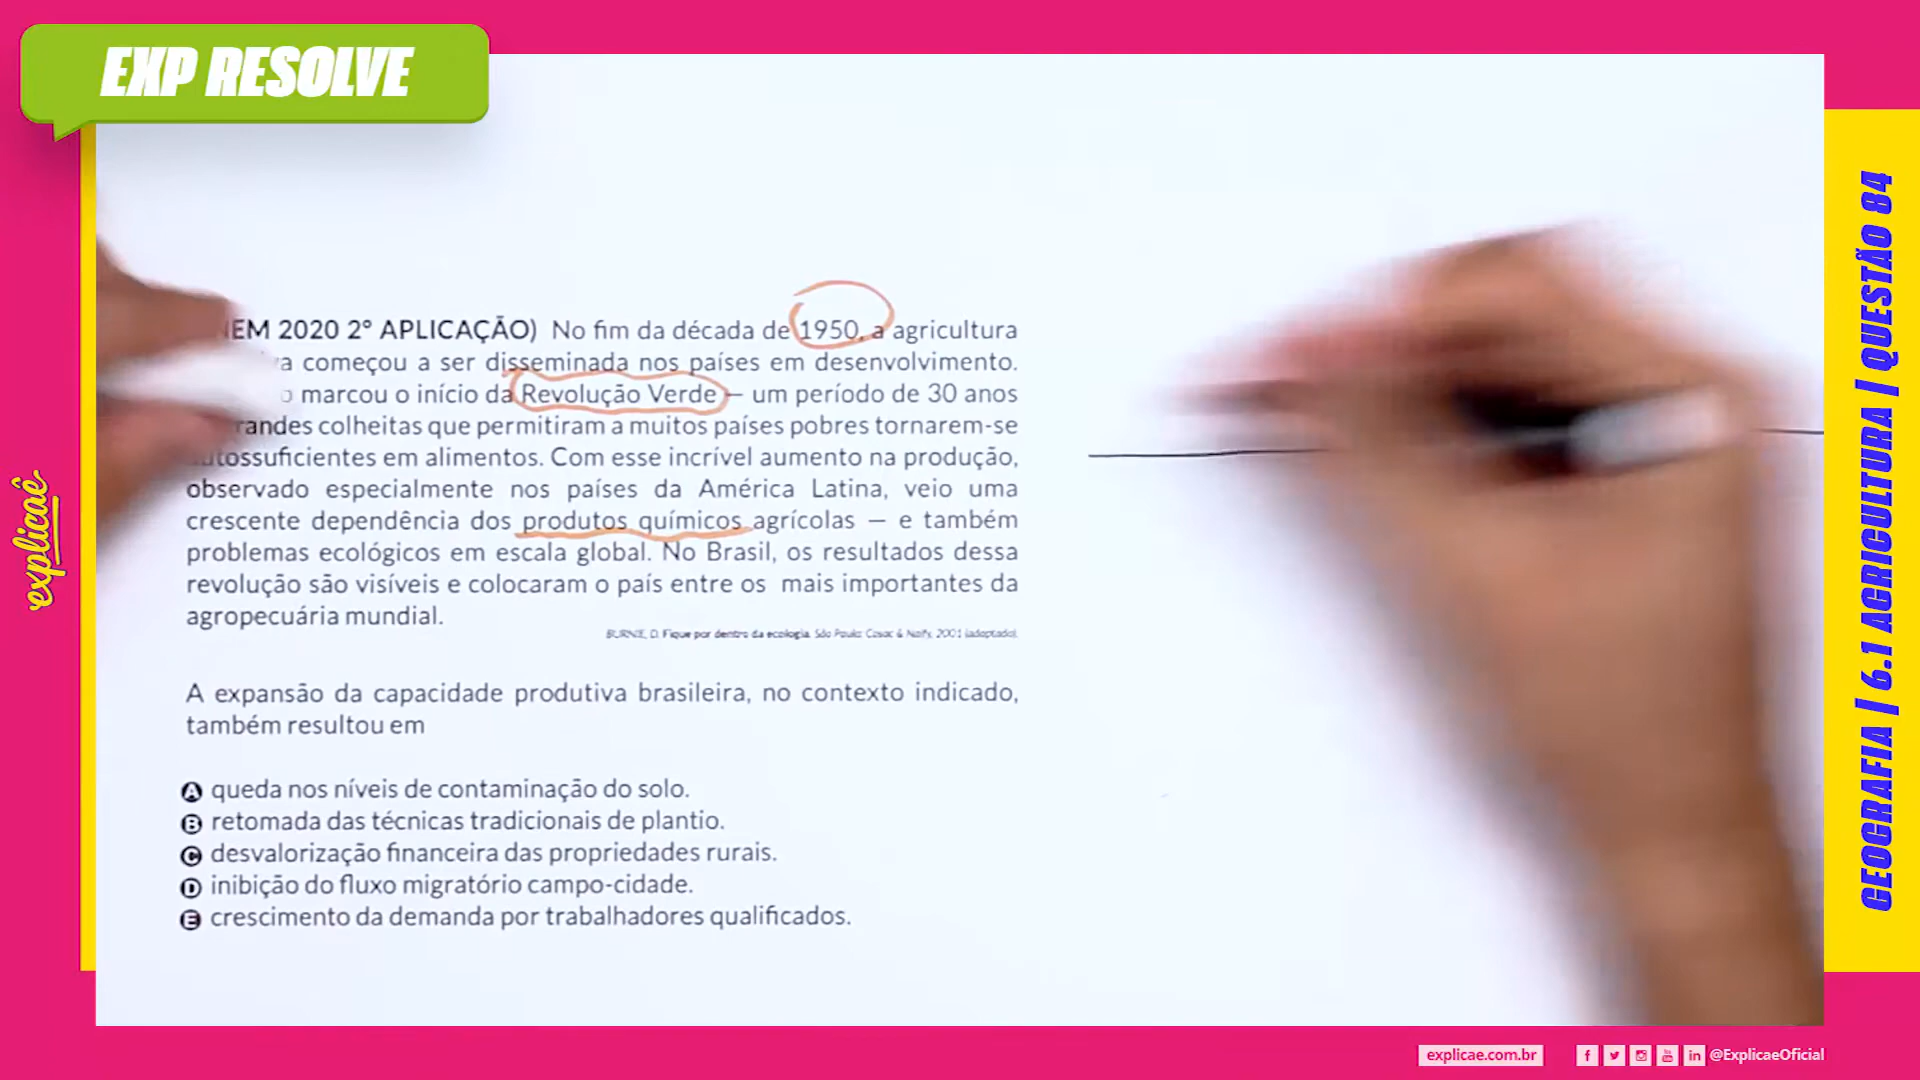 EXP RESOLVE
EM 2020 2° APLICAÇÃO) No fim da década de 1950, a agricultura
começou a ser disseminada nos países em desenvolvimento.
marcou o início da Revolução Verde — um período de 30 anos
colheitas que permitiram a muitos países pobres tornarem-se
em alimentos. Com esse incrível aumento na produção,
observado especialmente nos países da América Latina, veio uma
crescente dependência dos produtos químicos agrícolas — e também
problemas ecológicos em escala global. No Brasil, os resultados dessa
revolução são visíveis e colocaram o país entre os mais importantes da
agropecuária mundial.
BURNIE, D. Fique por dentro da ecologia. São Paulo: Cosac & Naify, 2001 (adaptado).
A expansão da capacidade produtiva brasileira, no contexto indicado,
também resultou em
A queda nos níveis de contaminação do solo.
B retomada das técnicas tradicionais de plantio.
C desvalorização financeira das propriedades rurais.
D inibição do fluxo migratório campo-cidade.
E crescimento da demanda por trabalhadores qualificados.
explicaê
GEOGRAFIA | 6.1 AGRICULTURA | QUESTÃO 84
explicae.com.br
@ExplicaeOficial